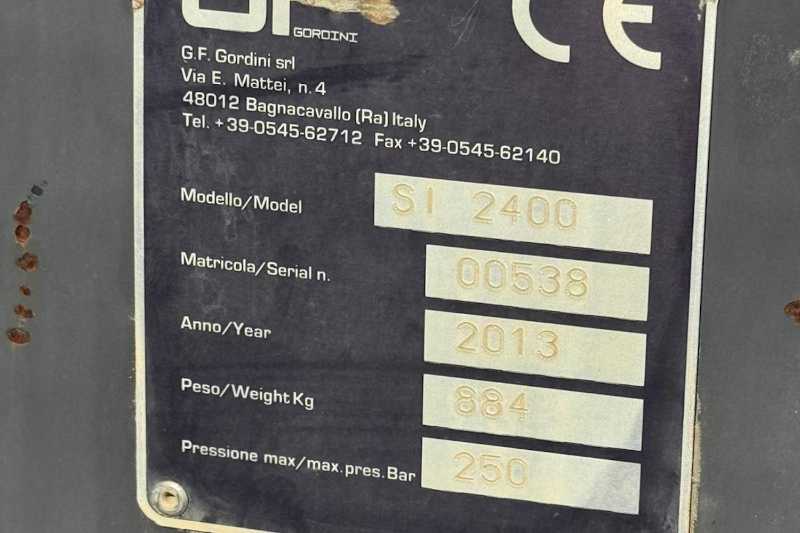 GF
GORDINI
CE
G.F. Gordini srl
Via E. Mattei, n. 4
48012 Bagnacavallo (Ra) Italy
Tel. +39-0545-62712 Fax +39-0545-62140
Modello/Model SI 2400
Matricola/Serial n. 00538
Anno/Year 2013
Peso/Weight Kg 884
Pressione max/max.pres. Bar 250